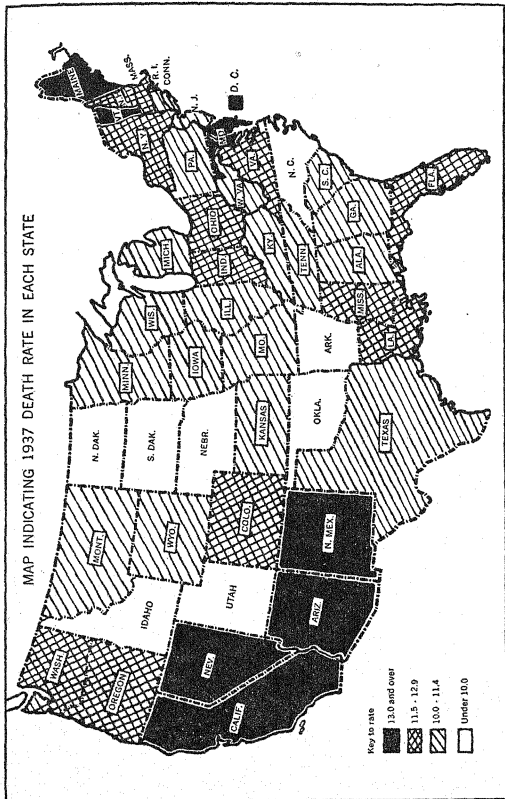 MAP INDICATING 1937 DEATH RATE IN EACH STATE
WASH
OREGON
CALIF.
NEV.
IDAHO
UTAH
ARIZ.
MONT.
WYO.
COLO.
N. MEX.
N. DAK.
S. DAK.
NEBR.
KANSAS
OKLA.
TEXAS
MINN.
IOWA
MO.
ARK.
LA.
WIS.
ILL.
MISS.
MICH
IND.
OHIO
KY.
TENN.
ALA.
GA.
FLA.
S. C.
N. C.
VA.
W. VA.
MD.
D. C.
PA.
N. J.
N. Y.
CONN.
R. I.
MASS.
VT.
MAINE
Key to rate
13.0 and over
11.5 - 12.9
10.0 - 11.4
Under 10.0